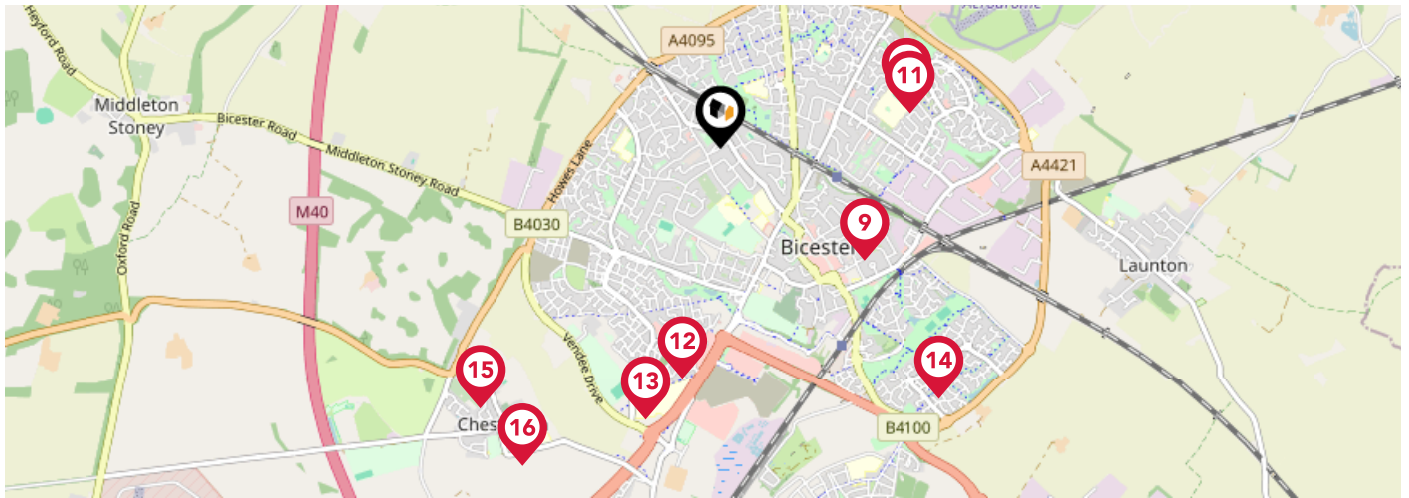 Aerodrome
Heyford Road
A4095
11
Middleton
Stoney
Bicester Road
Middleton Stoney Road
Howes Lane
A4421
M40
B4030
9
Oxford Road
Bicester
Launton
Vendee Drive
12
13
14
15
16
Ches
B4100